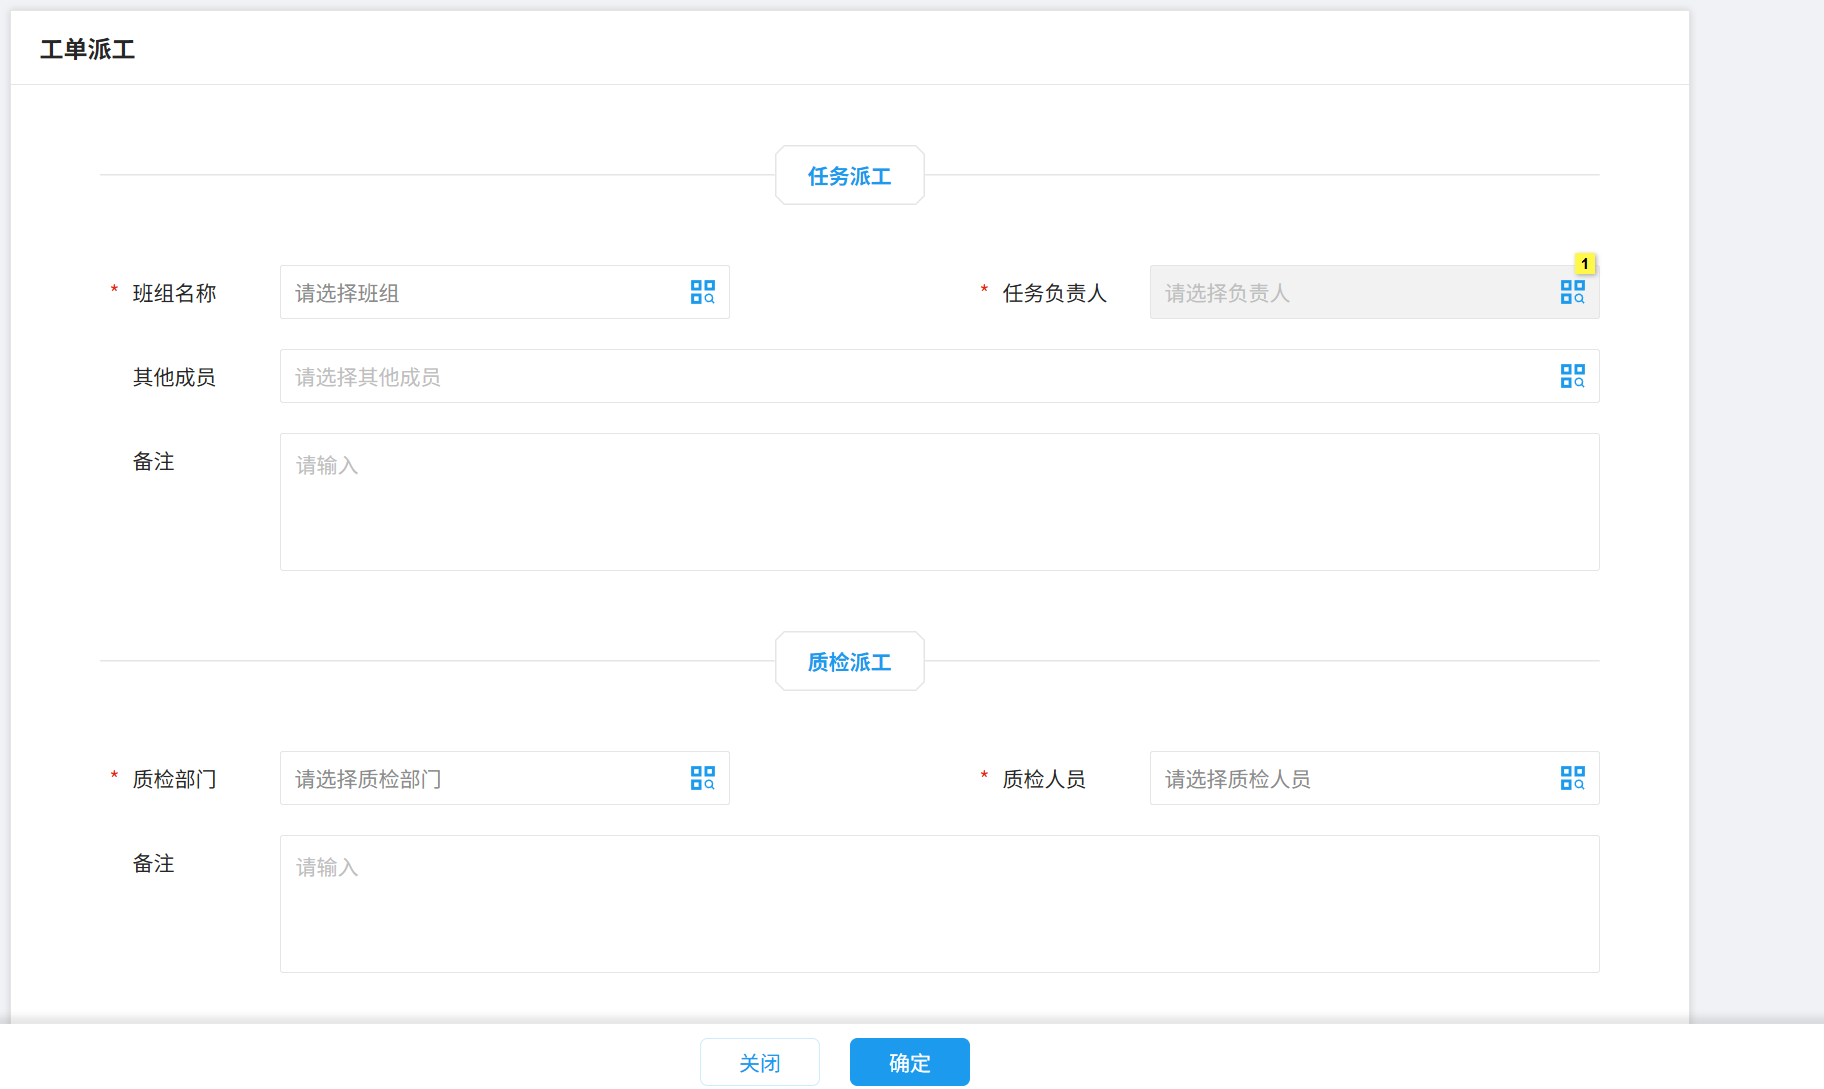 工单派工
任务派工
1
* 班组名称 请选择班组 * 任务负责人 请选择负责人
其他成员 请选择其他成员
备注 请输入
质检派工
* 质检部门 请选择质检部门 * 质检人员 请选择质检人员
备注 请输入
关闭 确定